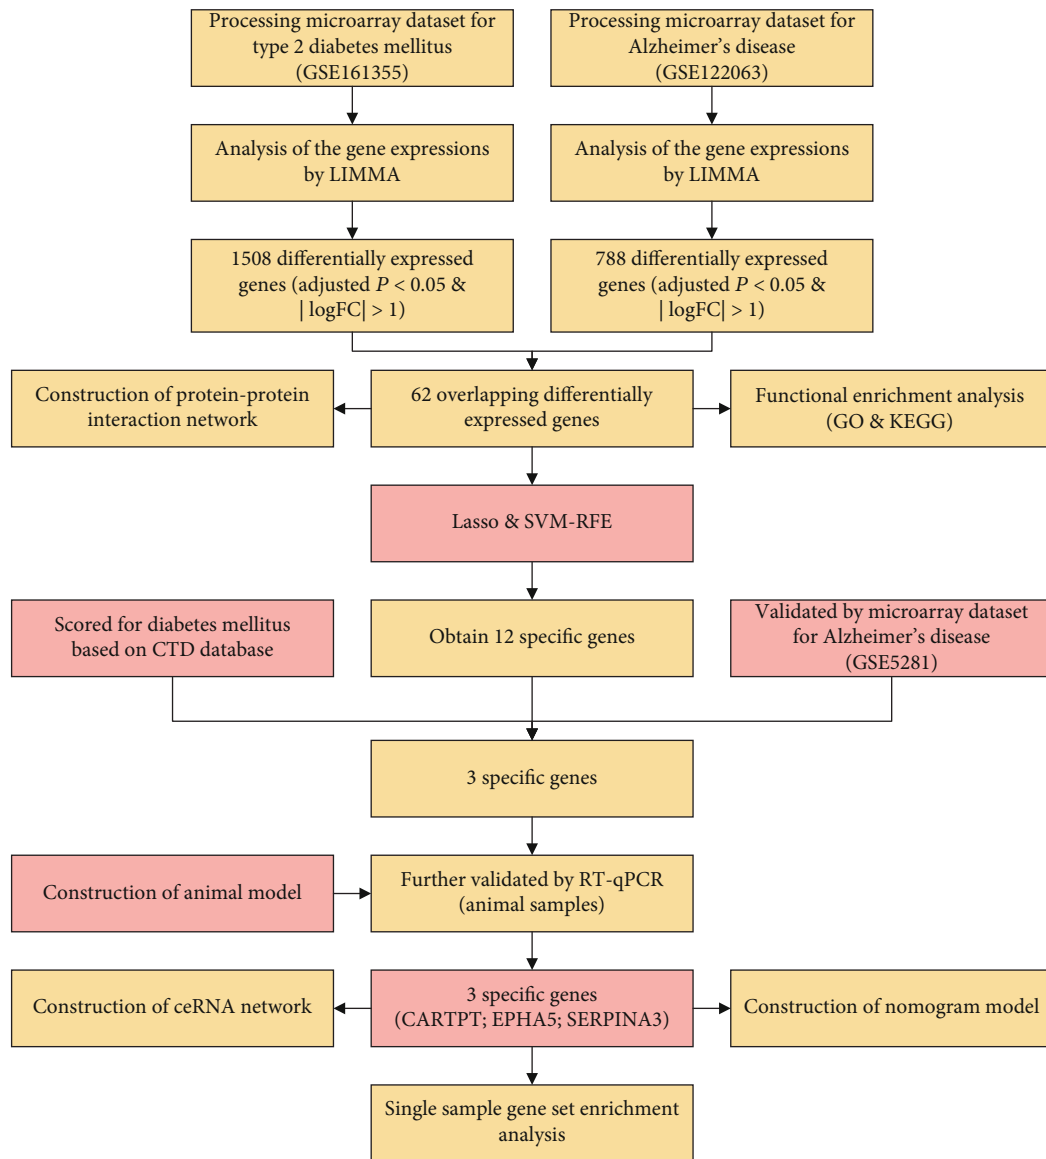 Processing microarray dataset for
type 2 diabetes mellitus
(GSE161355)
Processing microarray dataset for
Alzheimer's disease
(GSE122063)
Analysis of the gene expressions
by LIMMA
Analysis of the gene expressions
by LIMMA
1508 differentially expressed
genes (adjusted P < 0.05 &
| logFC| > 1)
788 differentially expressed
genes (adjusted P < 0.05 &
| logFC| > 1)
Construction of protein-protein
interaction network
62 overlapping differentially
expressed genes
Functional enrichment analysis
(GO & KEGG)
Lasso & SVM-RFE
Scored for diabetes mellitus
based on CTD database
Obtain 12 specific genes
Validated by microarray dataset
for Alzheimer's disease
(GSE5281)
3 specific genes
Construction of animal model
Further validated by RT-qPCR
(animal samples)
Construction of ceRNA network
3 specific genes
(CARTPT; EPHA5; SERPINA3)
Construction of nomogram model
Single sample gene set enrichment
analysis